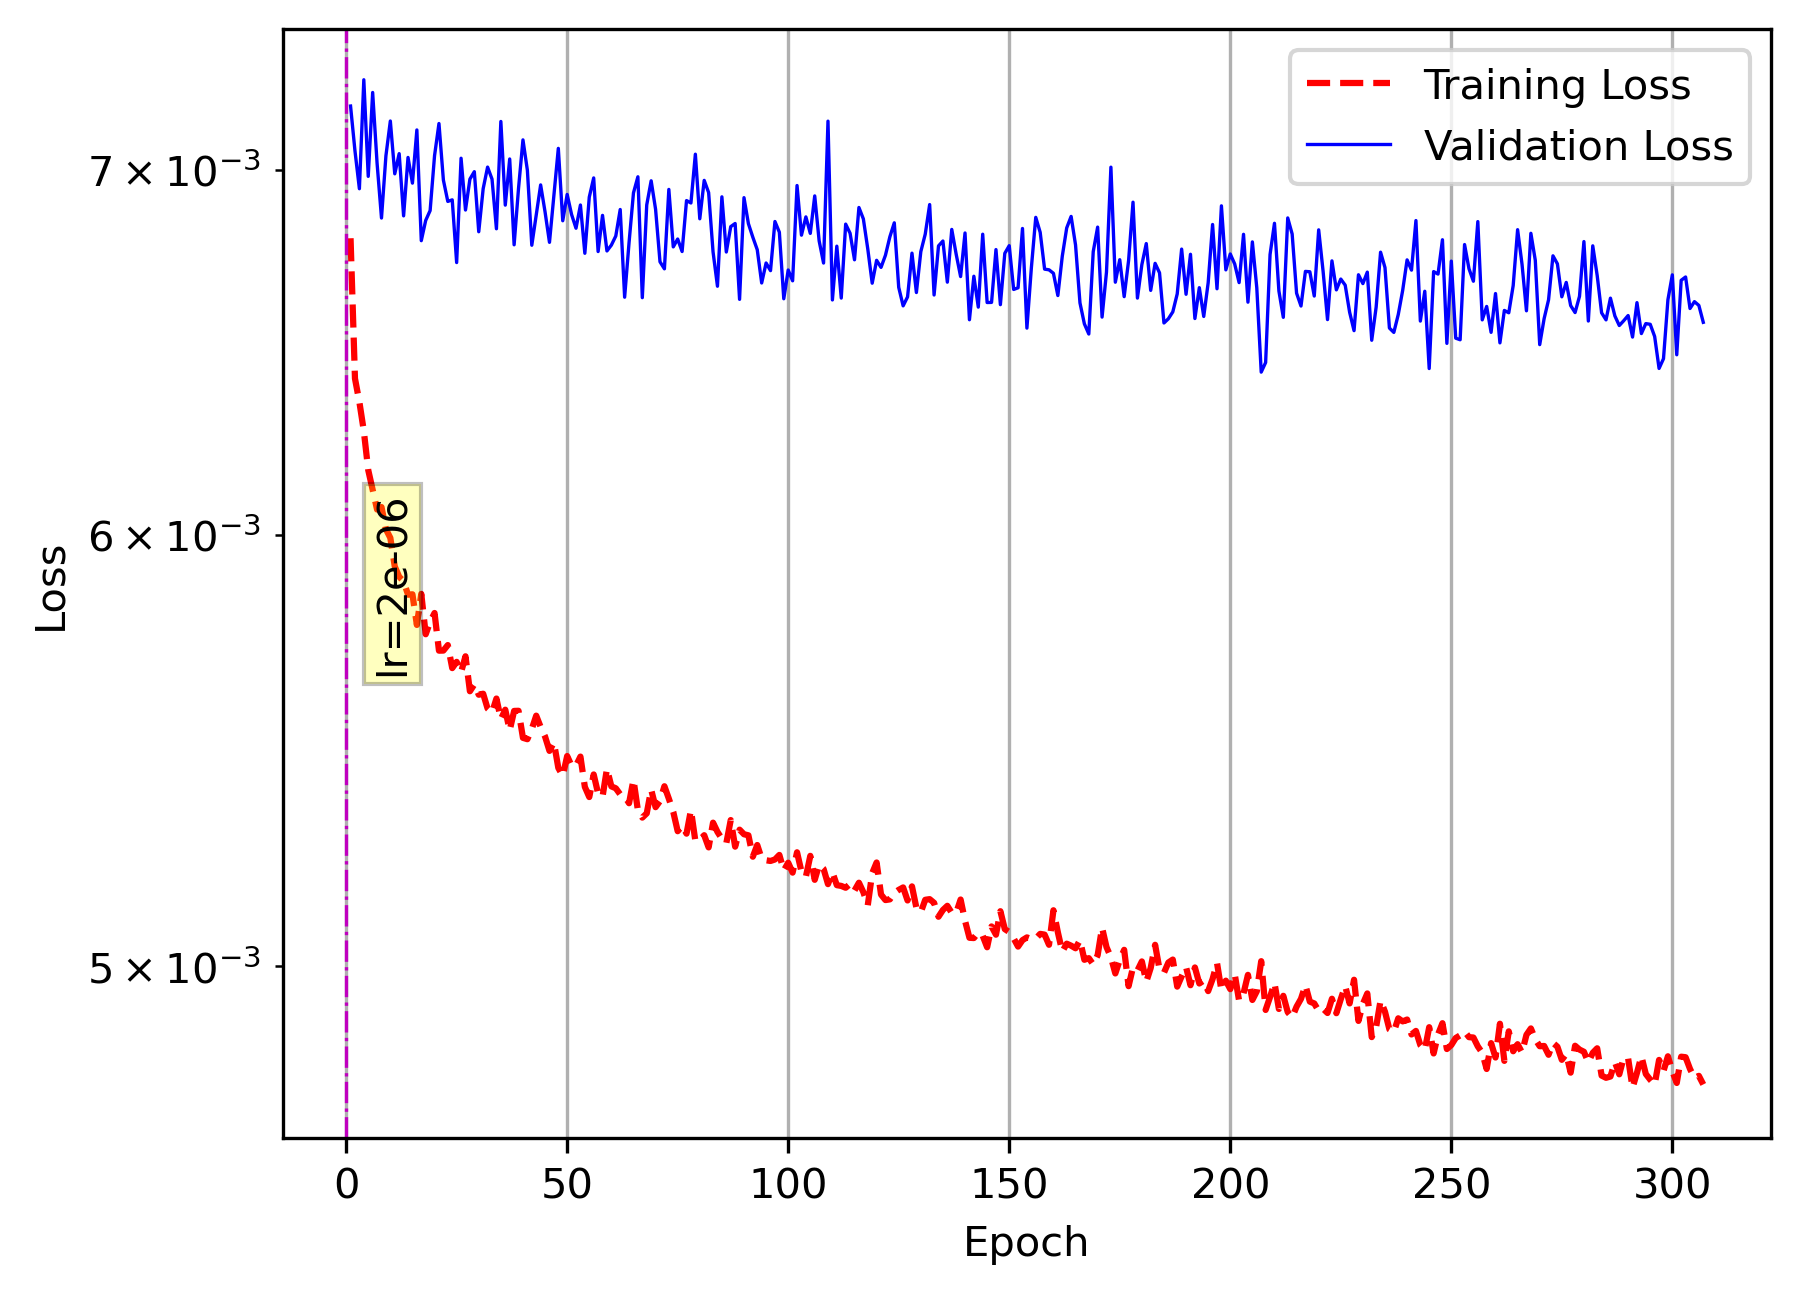 Training Loss
Validation Loss
7 × 10⁻³
6 × 10⁻³
5 × 10⁻³
Loss
lr=2e-06
0 50 100 150 200 250 300
Epoch